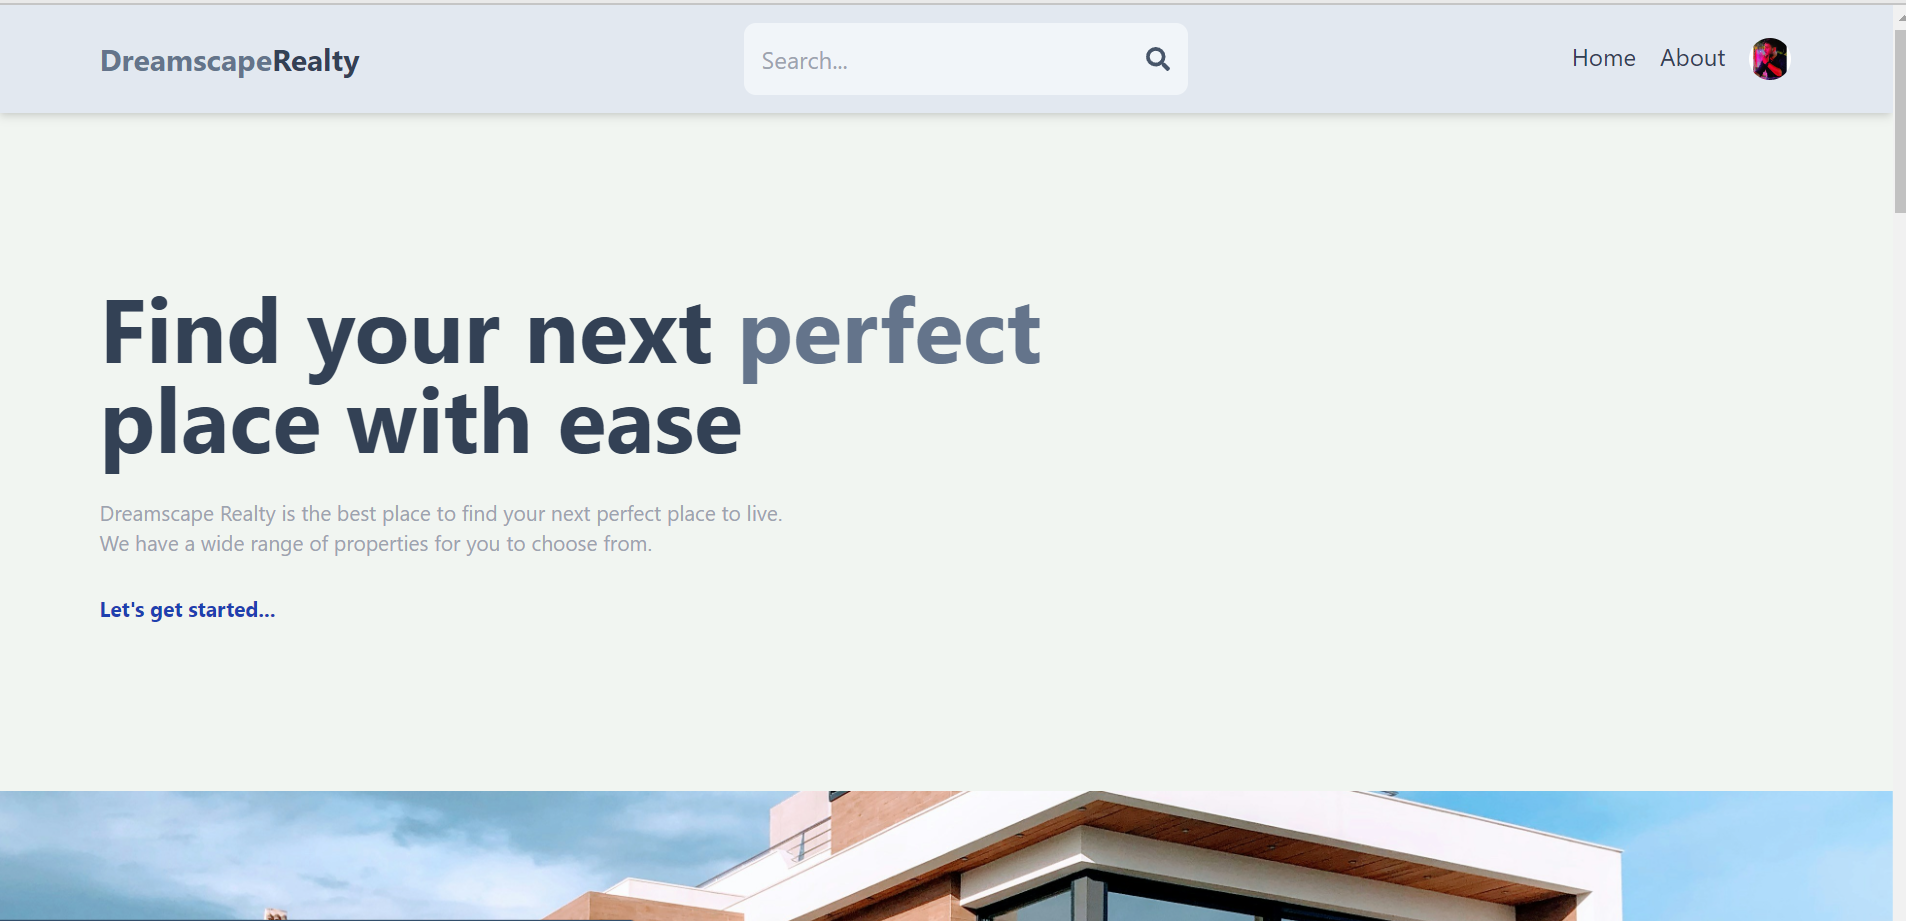 DreamscapeRealty
Search...
Home
About
Find your next perfect
place with ease
Dreamscape Realty is the best place to find your next perfect place to live.
We have a wide range of properties for you to choose from.
Let's get started...